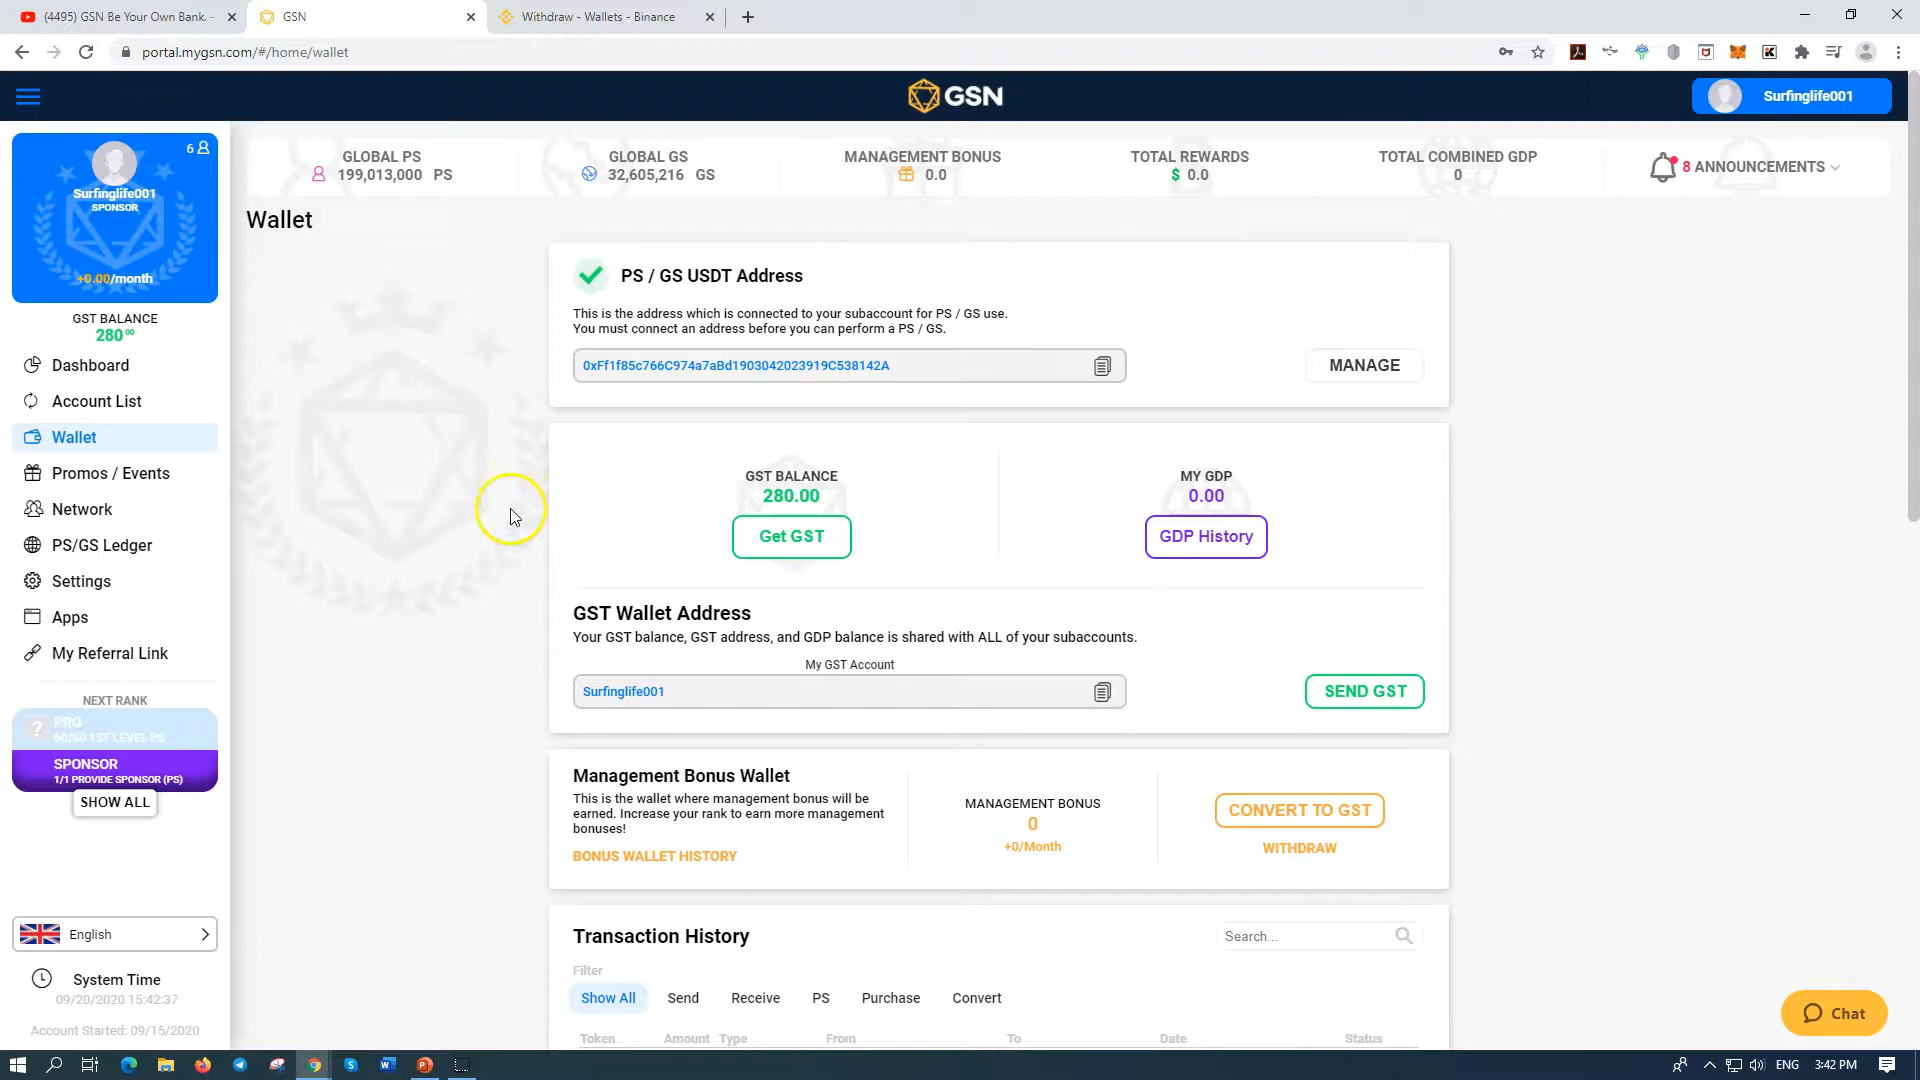 (4495) GSN Be Your Own Bank. -
GSN
Withdraw - Wallets - Binance
portal.mygsn.com/#/home/wallet
GSN
Surfinglife001
6
Surfinglife001
SPONSOR
+0.00/month
GST BALANCE
280.00
Dashboard
Account List
Wallet
Promos / Events
Network
PS/GS Ledger
Settings
Apps
My Referral Link
NEXT RANK
PRO
60/60 1ST LEVEL PS
SPONSOR
1/1 PROVIDE SPONSOR (PS)
SHOW ALL
English
System Time
09/20/2020 15:42:37
Account Started: 09/15/2020
GLOBAL PS
199,013,000 PS
GLOBAL GS
32,605,216 GS
MANAGEMENT BONUS
0.0
TOTAL REWARDS
$ 0.0
TOTAL COMBINED GDP
0
8 ANNOUNCEMENTS
Wallet
PS / GS USDT Address
This is the address which is connected to your subaccount for PS / GS use.
You must connect an address before you can perform a PS / GS.
0xFf1f85c766C974a7aBd1903042023919C538142A
MANAGE
GST BALANCE
280.00
Get GST
MY GDP
0.00
GDP History
GST Wallet Address
Your GST balance, GST address, and GDP balance is shared with ALL of your subaccounts.
My GST Account
Surfinglife001
SEND GST
Management Bonus Wallet
This is the wallet where management bonus will be
earned. Increase your rank to earn more management
bonuses!
BONUS WALLET HISTORY
MANAGEMENT BONUS
0
+0/Month
CONVERT TO GST
WITHDRAW
Transaction History
Search...
Filter
Show All Send Receive PS Purchase Convert
Token Amount Type From To Date Status
Chat
ENG 3:42 PM